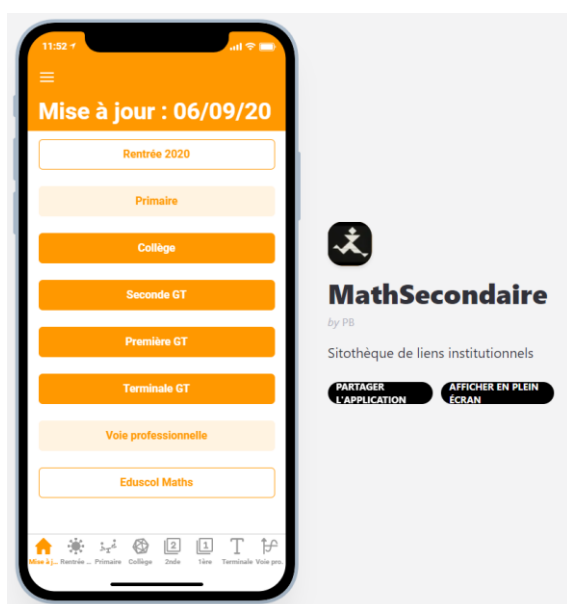 11:52
Mise à jour : 06/09/20
Rentrée 2020
Primaire
Collège
Seconde GT
Première GT
Terminale GT
Voie professionnelle
Eduscol Maths
2 1
Mise à j... Rentrée ... Primaire Collège 2nde 1ère Terminale Voie pro.
MathSecondaire
by PB
Sitothèque de liens institutionnels
PARTAGER L'APPLICATION
AFFICHER EN PLEIN ÉCRAN